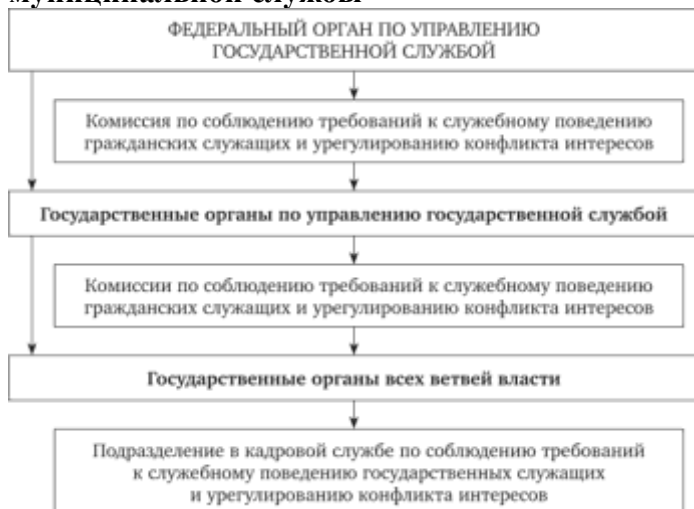 муниципальной службы
ФЕДЕРАЛЬНЫЙ ОРГАН ПО УПРАВЛЕНИЮ
ГОСУДАРСТВЕННОЙ СЛУЖБОЙ
Комиссия по соблюдению требований к служебному поведению
гражданских служащих и урегулированию конфликта интересов
Государственные органы по управлению государственной службой
Комиссии по соблюдению требований к служебному поведению
гражданских служащих и урегулированию конфликта интересов
Государственные органы всех ветвей власти
Подразделение в кадровой службе по соблюдению требований
к служебному поведению государственных служащих
и урегулированию конфликта интересов